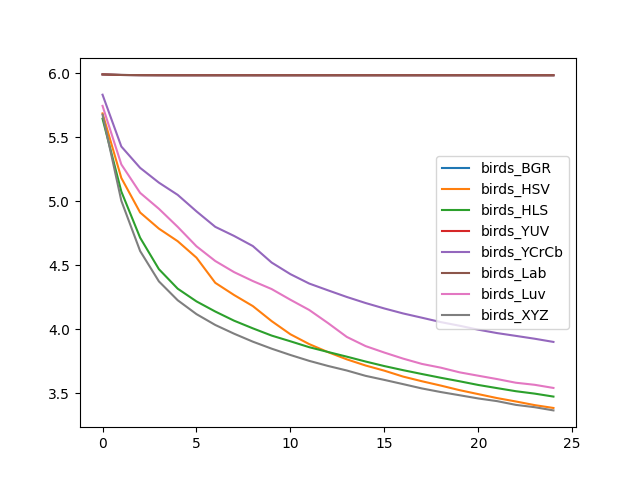 6.0
5.5
5.0
4.5
4.0
3.5
birds_BGR
birds_HSV
birds_HLS
birds_YUV
birds_YCrCb
birds_Lab
birds_Luv
birds_XYZ
0 5 10 15 20 25